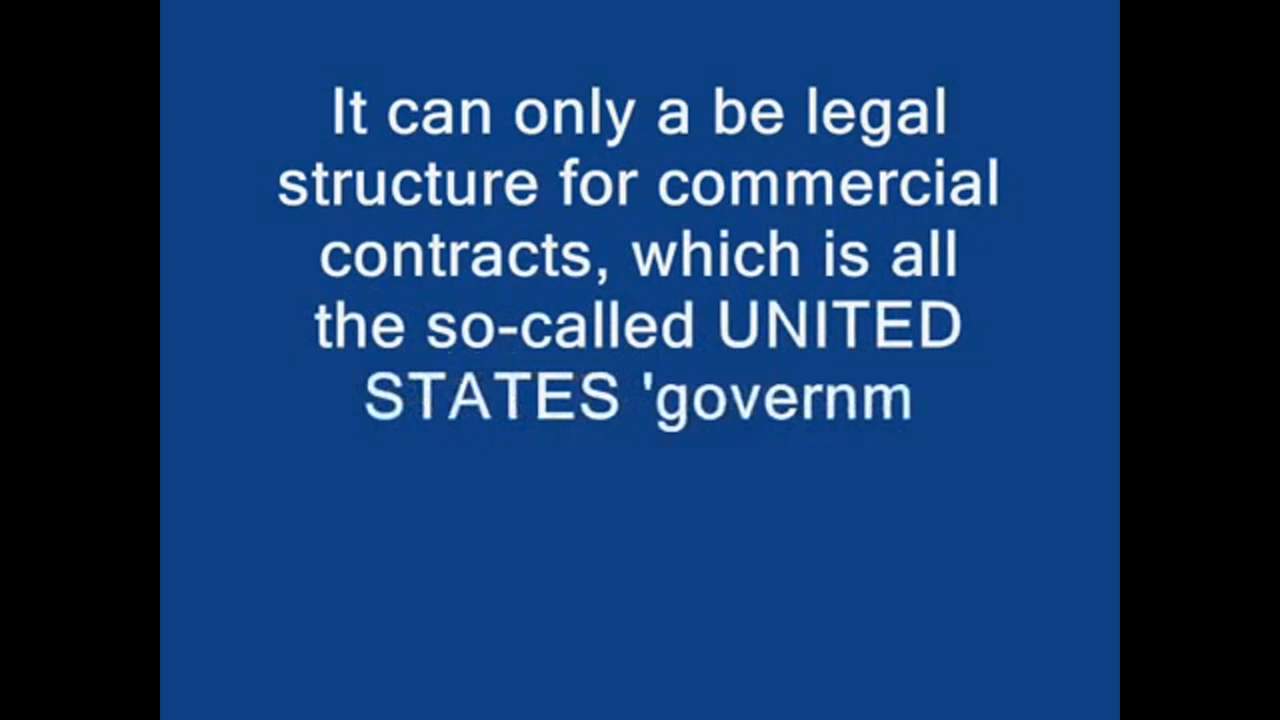 It can only a be legal
structure for commercial
contracts, which is all
the so-called UNITED
STATES 'governm